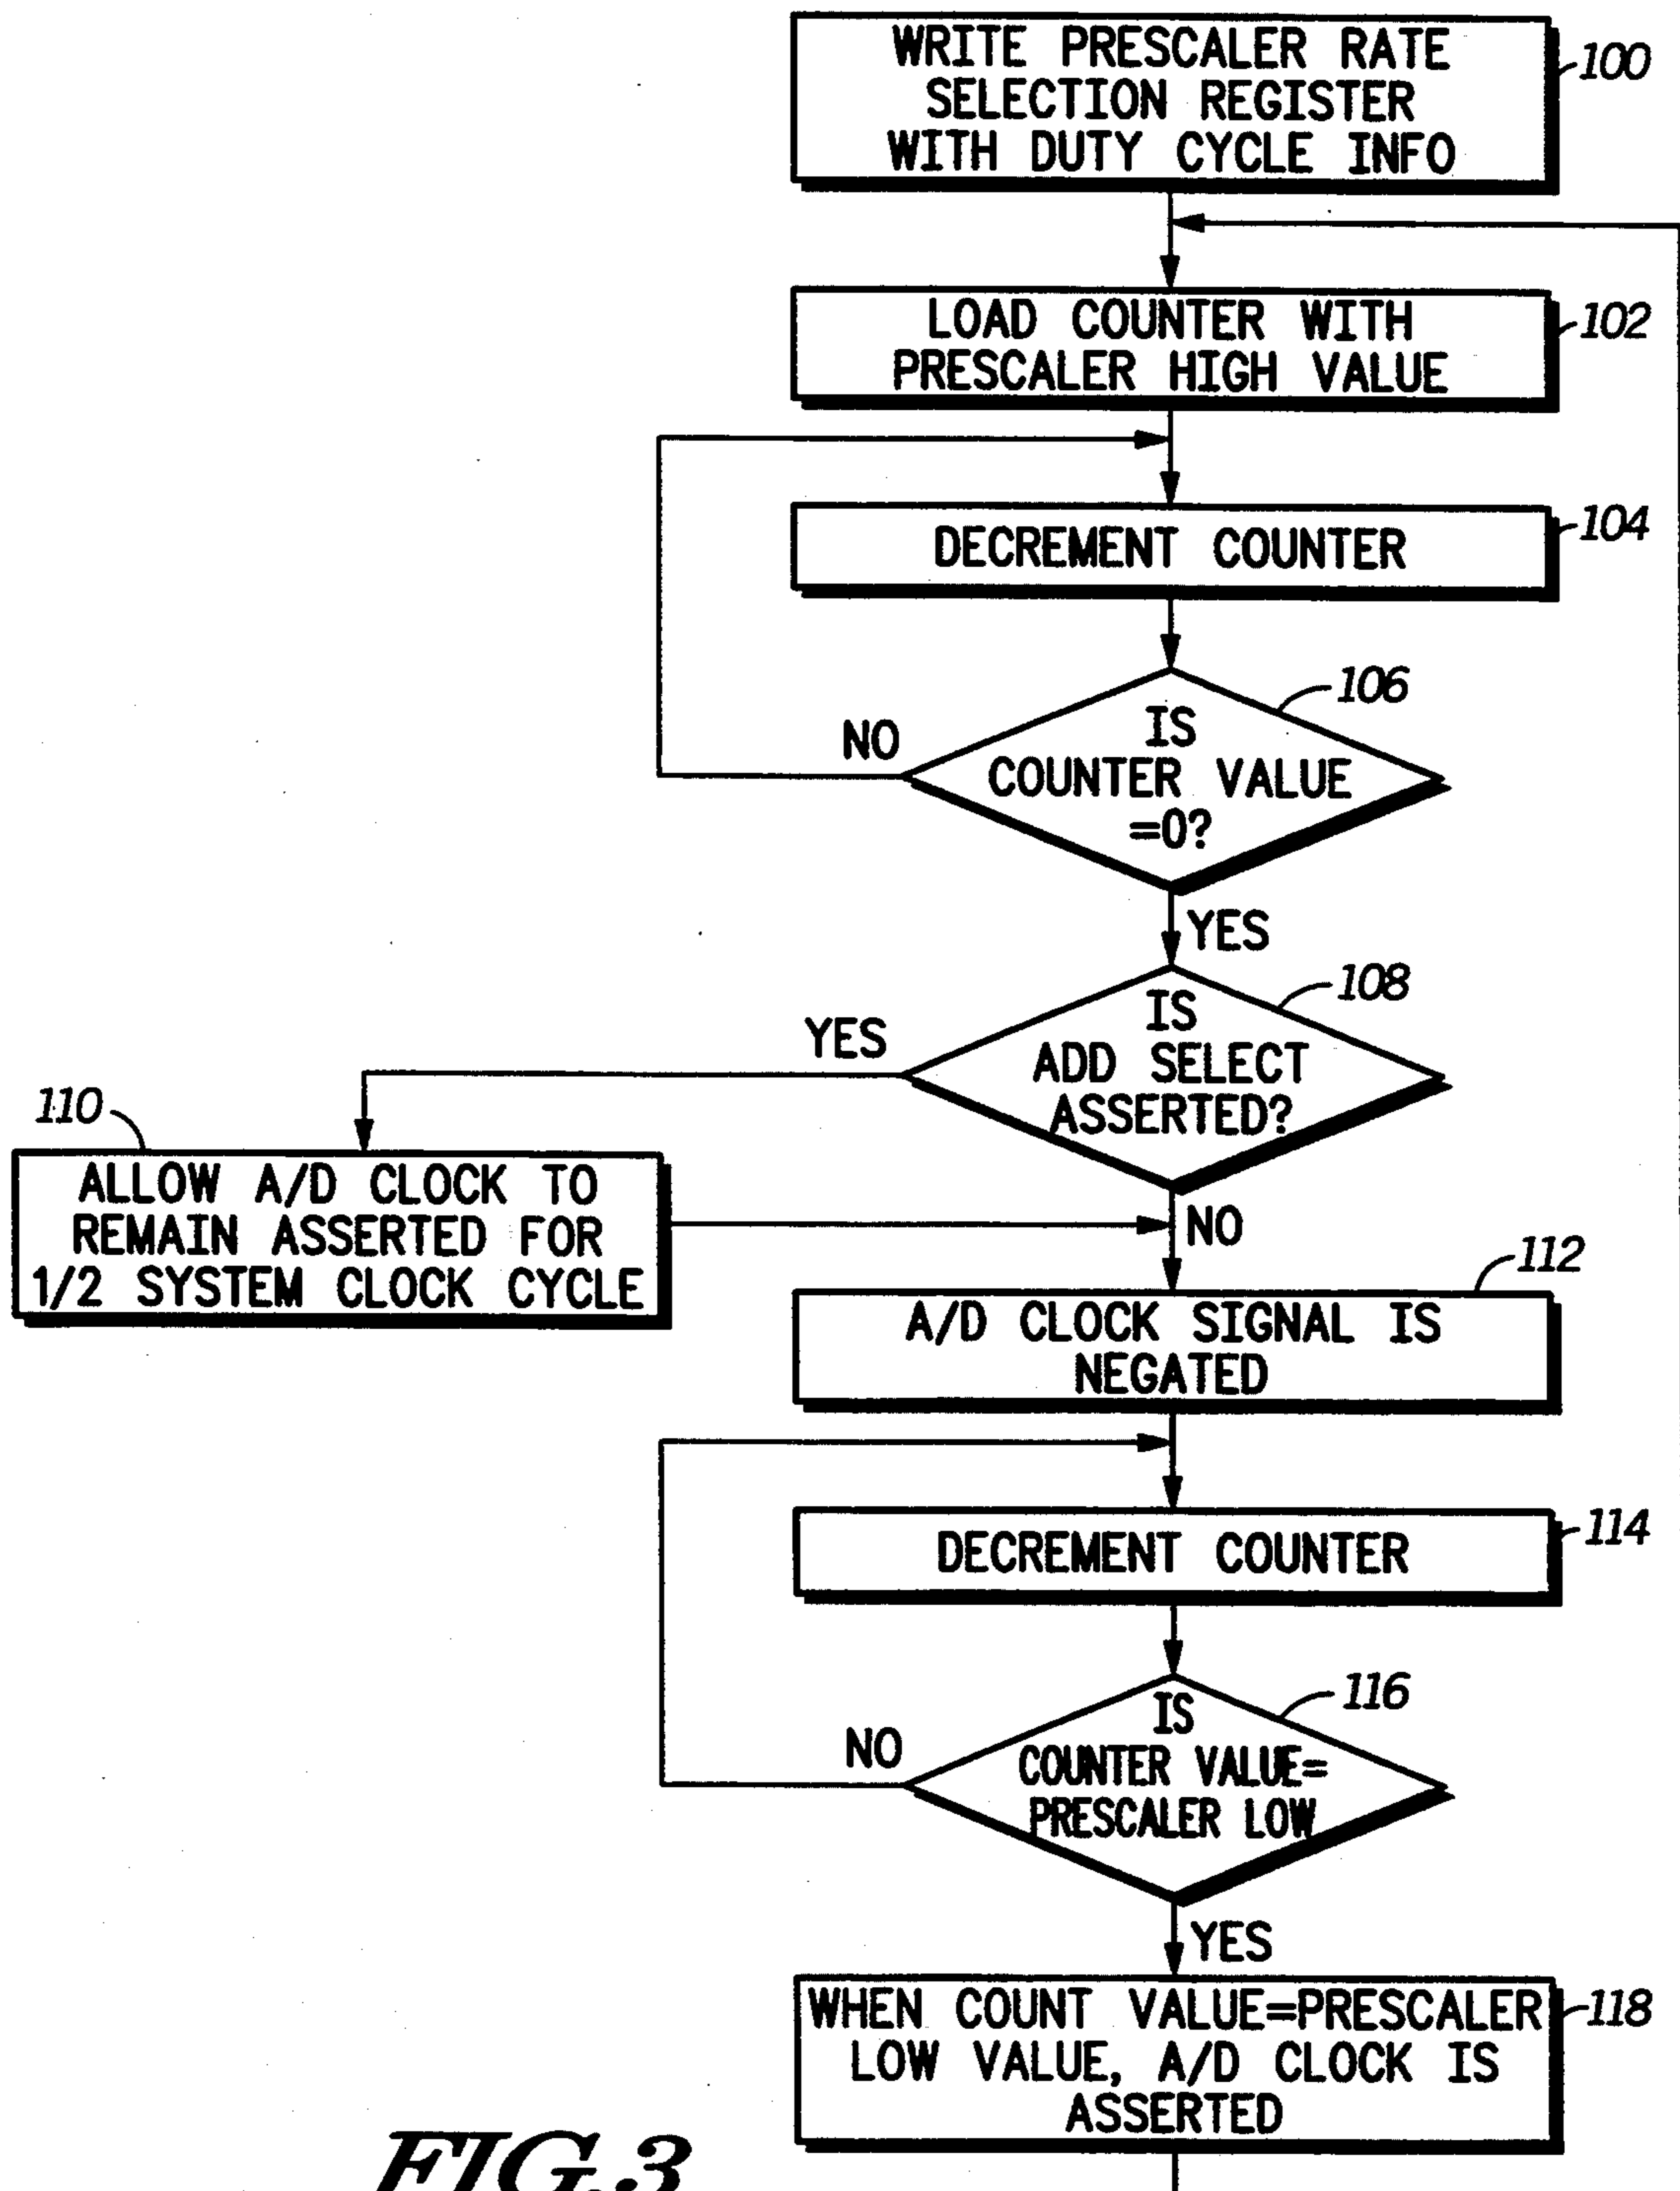 WRITE PRESCALER RATE
SELECTION REGISTER
WITH DUTY CYCLE INFO
100
LOAD COUNTER WITH
PRESCALER HIGH VALUE
102
DECREMENT COUNTER
104
106
IS
COUNTER VALUE
=0?
NO
YES
108
IS
ADD SELECT
ASSERTED?
YES
110
ALLOW A/D CLOCK TO
REMAIN ASSERTED FOR
1/2 SYSTEM CLOCK CYCLE
NO
112
A/D CLOCK SIGNAL IS
NEGATED
DECREMENT COUNTER
114
116
IS
COUNTER VALUE=
PRESCALER LOW
NO
YES
WHEN COUNT VALUE=PRESCALER
LOW VALUE, A/D CLOCK IS
ASSERTED
118
FIG.3